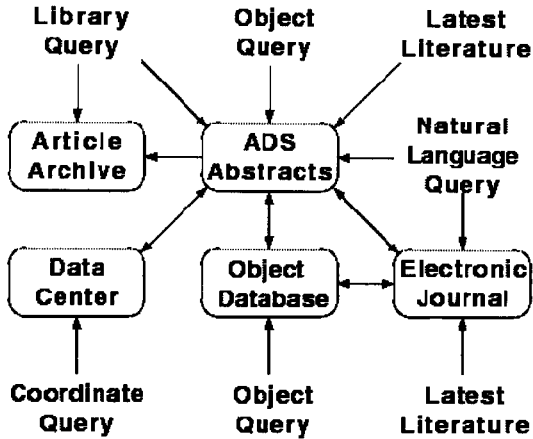 Library
Query
Object
Query
Latest
Literature
Article
Archive
ADS
Abstracts
Natural
Language
Query
Data
Center
Object
Database
Electronic
Journal
Coordinate
Query
Object
Query
Latest
Literature